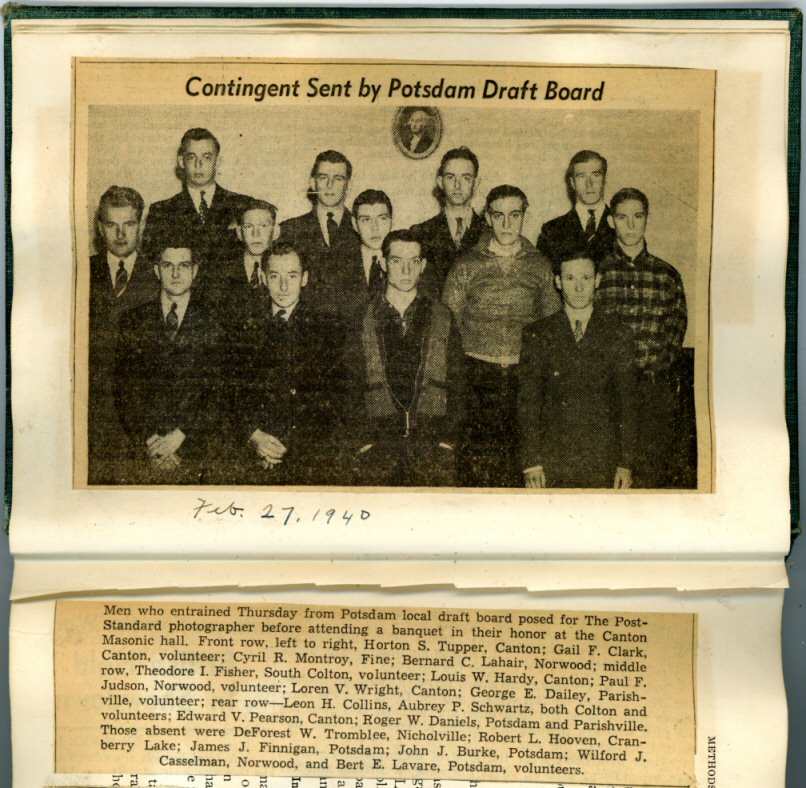 Contingent Sent by Potsdam Draft Board
Feb. 27, 1940
Men who entrained Thursday from Potsdam local draft board posed for The Post-
Standard photographer before attending a banquet in their honor at the Canton
Masonic hall. Front row, left to right, Horton S. Tupper, Canton; Gail F. Clark,
Canton, volunteer; Cyril R. Montroy, Fine; Bernard C. Lahair, Norwood; middle
row, Theodore I. Fisher, South Colton, volunteer; Louis W. Hardy, Canton; Paul F.
Judson, Norwood, volunteer; Loren V. Wright, Canton; George E. Dailey, Parish-
ville, volunteer; rear row—Leon H. Collins, Aubrey P. Schwartz, both Colton and
volunteers; Edward V. Pearson, Canton; Roger W. Daniels, Potsdam and Parishville.
Those absent were DeForest W. Tromblee, Nicholville; Robert L. Hooven, Cran-
berry Lake; James J. Finnigan, Potsdam; John J. Burke, Potsdam; Wilford J.
Casselman, Norwood, and Bert E. Lavare, Potsdam, volunteers.
METHODS